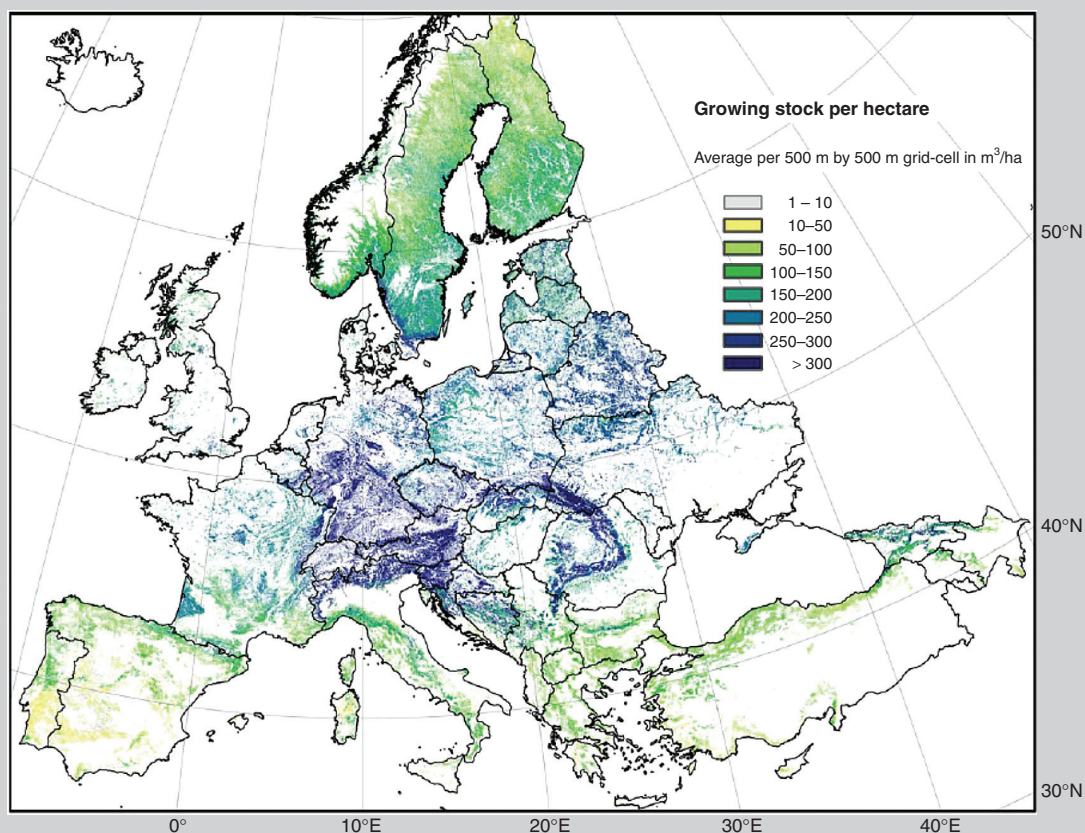 Growing stock per hectare
Average per 500 m by 500 m grid-cell in m³/ha
1 – 10
10–50
50–100
100–150
150–200
200–250
250–300
> 300
50°N
40°N
30°N
0°
10°E
20°E
30°E
40°E